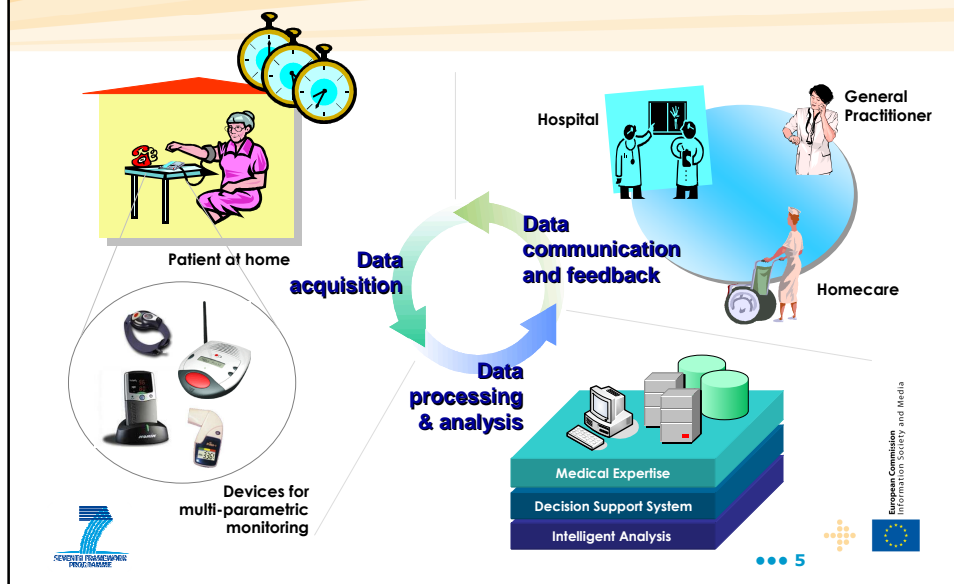 Hospital
General
Practitioner
Patient at home
Data
acquisition
Data
communication
and feedback
Homecare
Data
processing
& analysis
Devices for
multi-parametric
monitoring
Medical Expertise
Decision Support System
Intelligent Analysis
European Commission
Information Society and Media
SEVENTH FRAMEWORK
PROGRAMME
••• 5